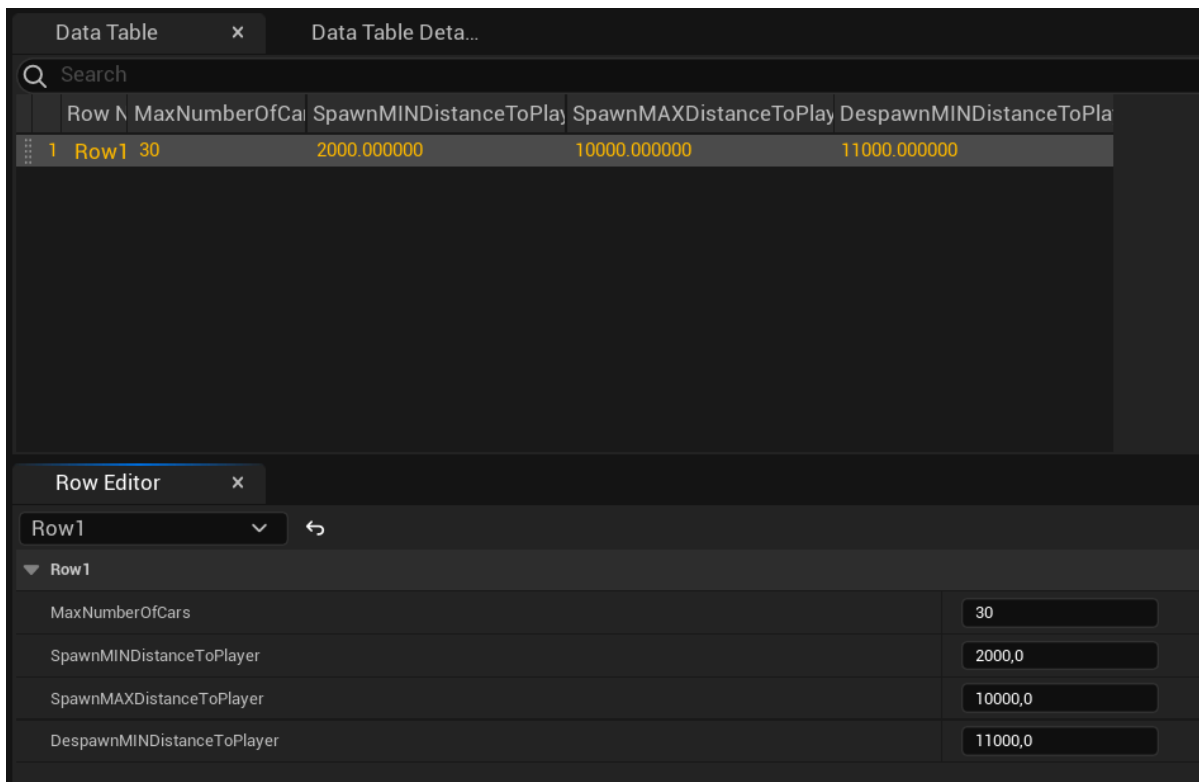 Data Table × Data Table Deta...
Search
Row N MaxNumberOfCar SpawnMINDistanceToPlay SpawnMAXDistanceToPlay DespawnMINDistanceToPla
1 Row1 30 2000.000000 10000.000000 11000.000000
Row Editor ×
Row1
Row1
MaxNumberOfCars 30
SpawnMINDistanceToPlayer 2000,0
SpawnMAXDistanceToPlayer 10000,0
DespawnMINDistanceToPlayer 11000,0